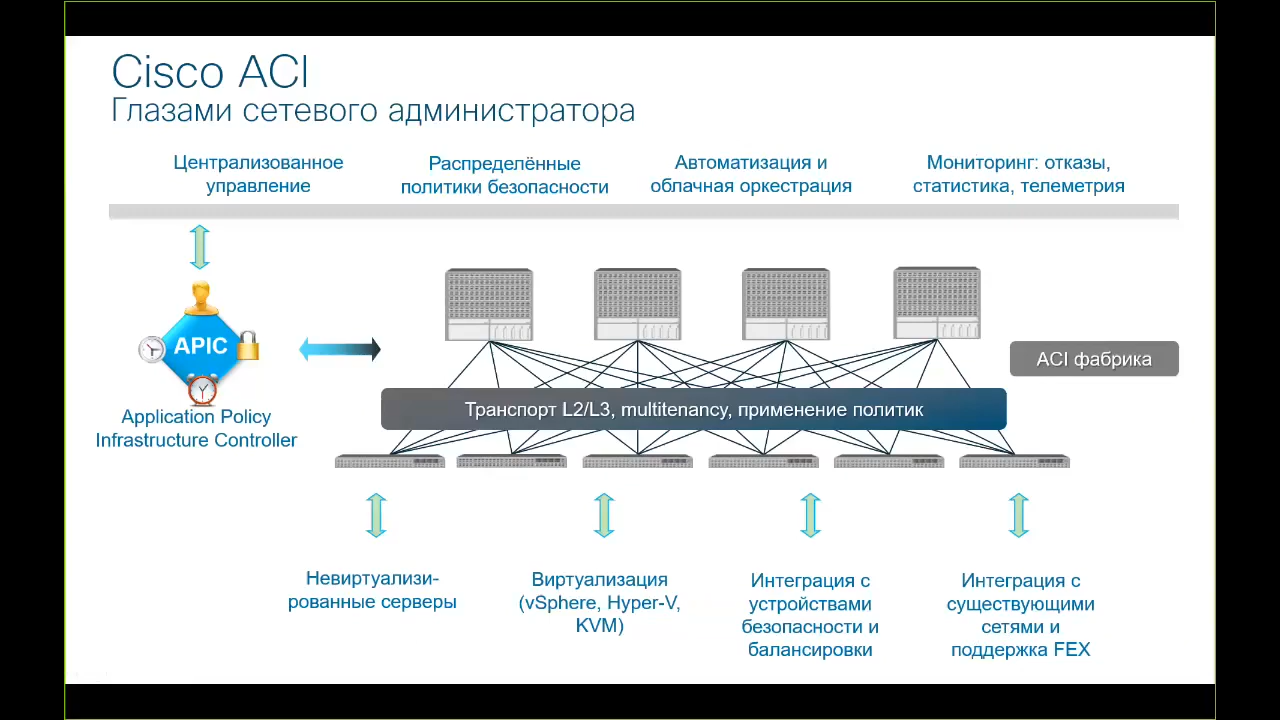 Cisco ACI
Глазами сетевого администратора
Централизованное
управление
Распределённые
политики безопасности
Автоматизация и
облачная оркестрация
Мониторинг: отказы,
статистика, телеметрия
APIC
Application Policy
Infrastructure Controller
ACI фабрика
Транспорт L2/L3, multitenancy, применение политик
Невиртуализи-
рованные серверы
Виртуализация
(vSphere, Hyper-V,
KVM)
Интеграция с
устройствами
безопасности и
балансировки
Интеграция с
существующими
сетями и
поддержка FEX